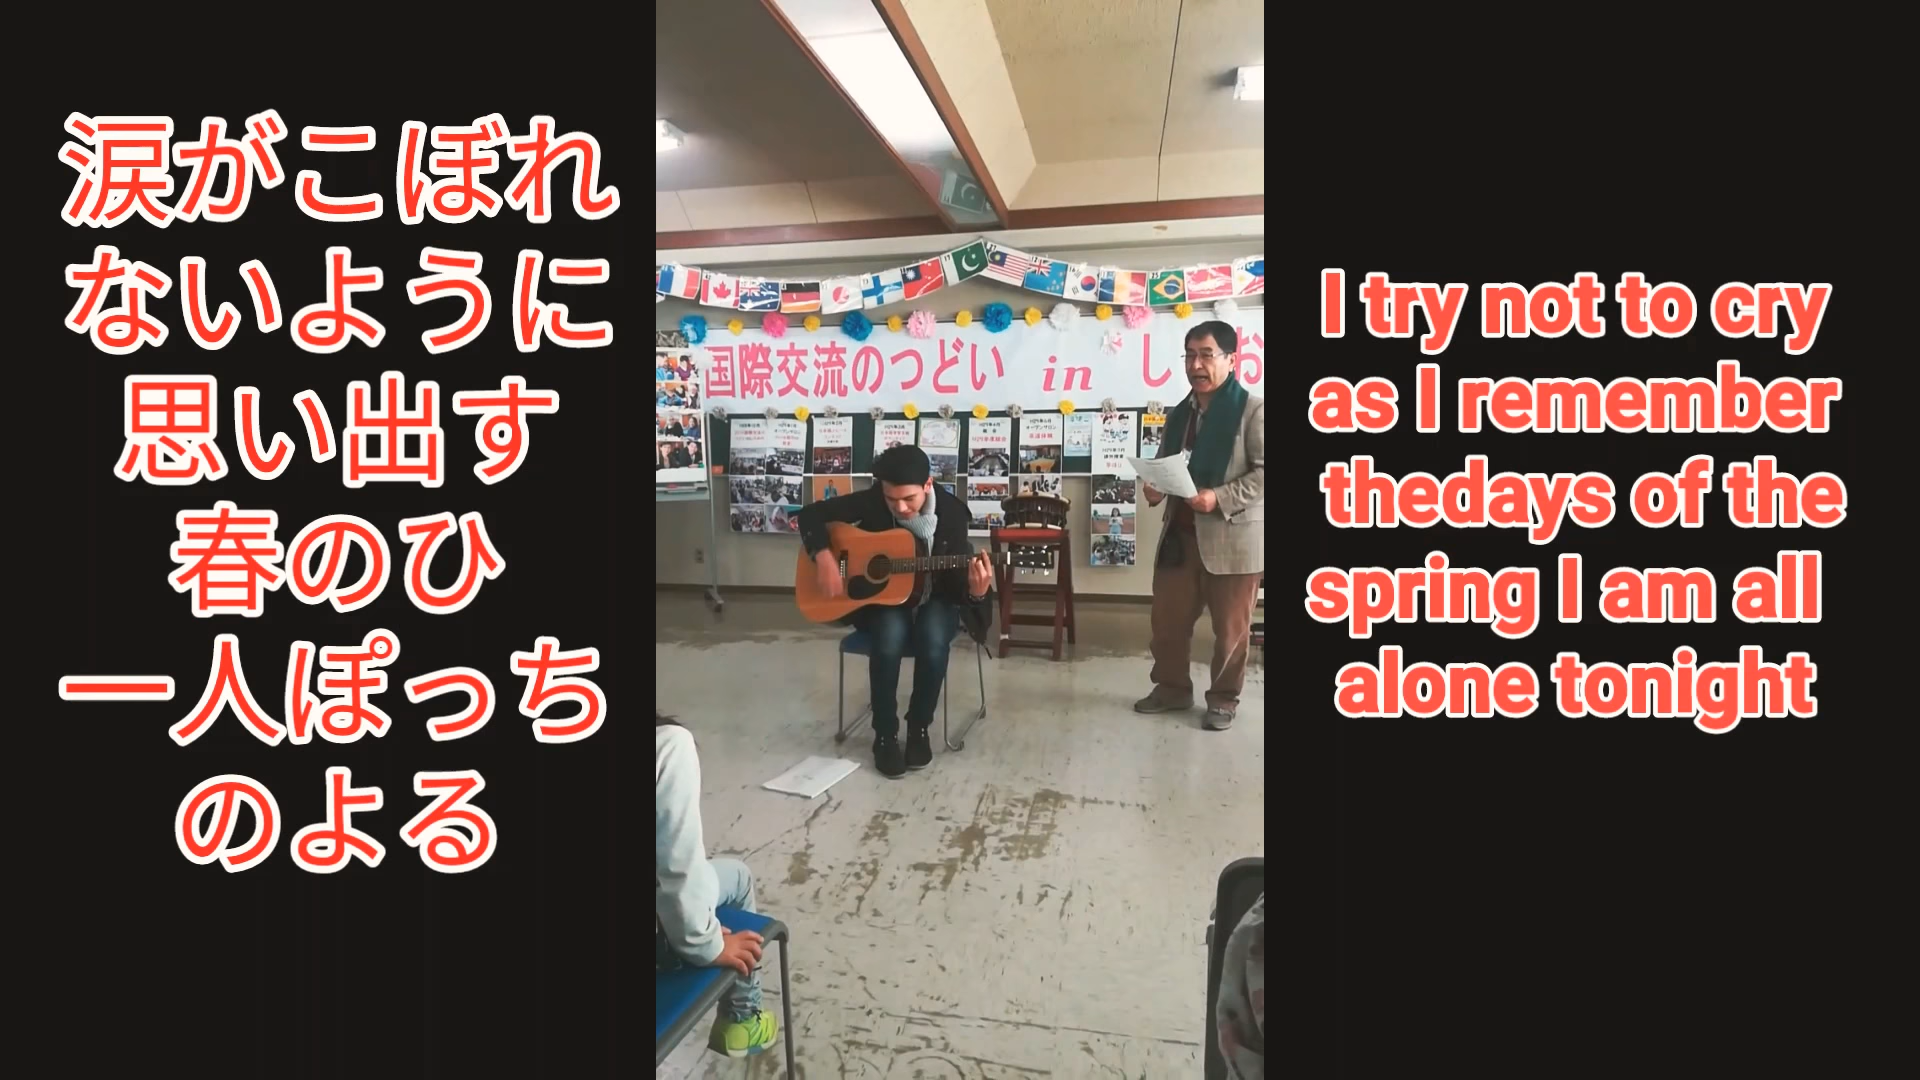 涙がこぼれ
ないように
思い出す
春のひ
一人ぽっち
のよる
国際交流のつどい in し
お
I try not to cry
as I remember
thedays of the
spring I am all
alone tonight